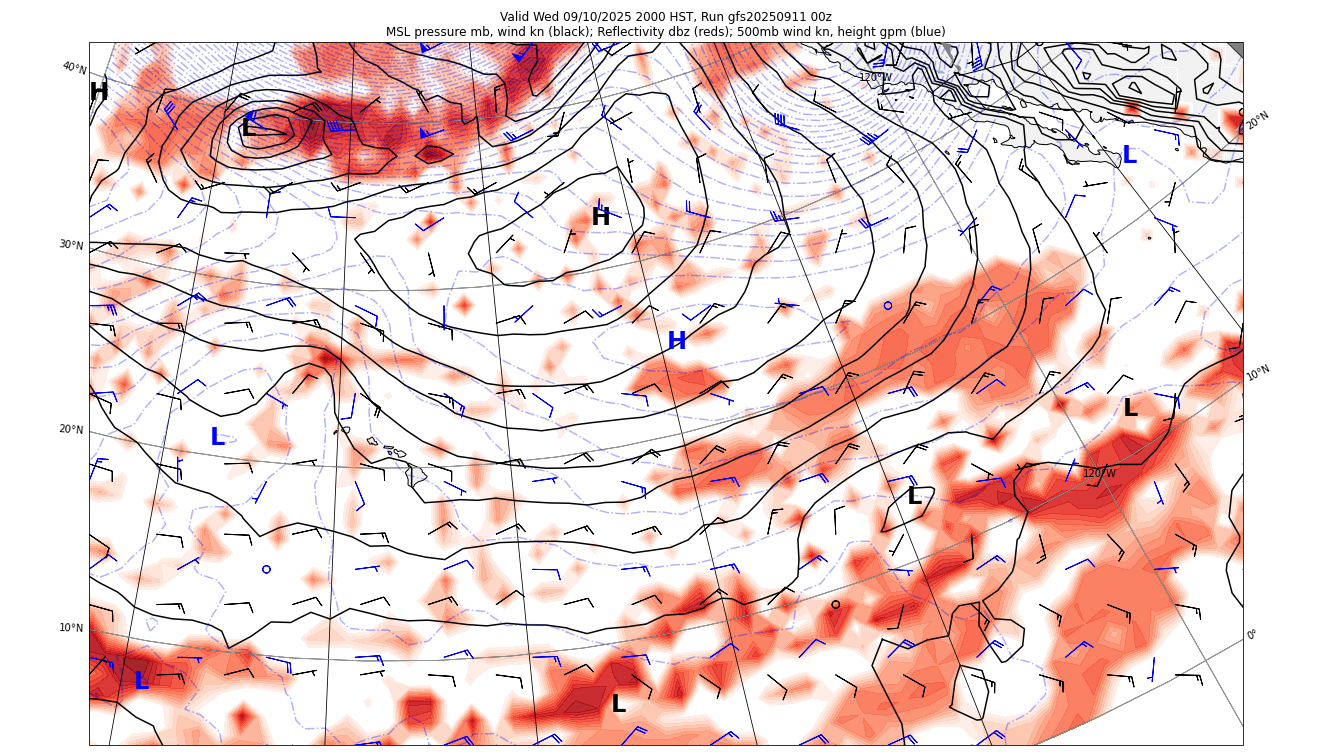 Valid Wed 09/10/2025 2000 HST, Run gfs20250911 00z
MSL pressure mb, wind kn (black); Reflectivity dbz (reds); 500mb wind kn, height gpm (blue)
40°N
120°W
H
20°N
L
L
H
30°N
H
10°N
L
20°N
L
120°W
L
10°N
0°
L
L